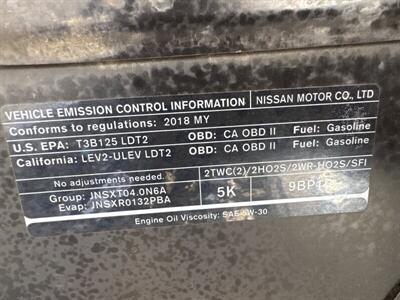 VEHICLE EMISSION CONTROL INFORMATION NISSAN MOTOR CO., LTD
Conforms to regulations: 2018 MY
U.S. EPA: T3B125 LDT2 OBD: CA OBD II Fuel: Gasoline
California: LEV2-ULEV LDT2 OBD: CA OBD II Fuel: Gasoline
No adjustments needed. 2TWC(2)/2HO2S/2WR-HO2S/SFI
Group: JNSXT04.0N6A 5K
Evap: JNSXR0132PBA
Engine Oil Viscosity: SAE 5W-30